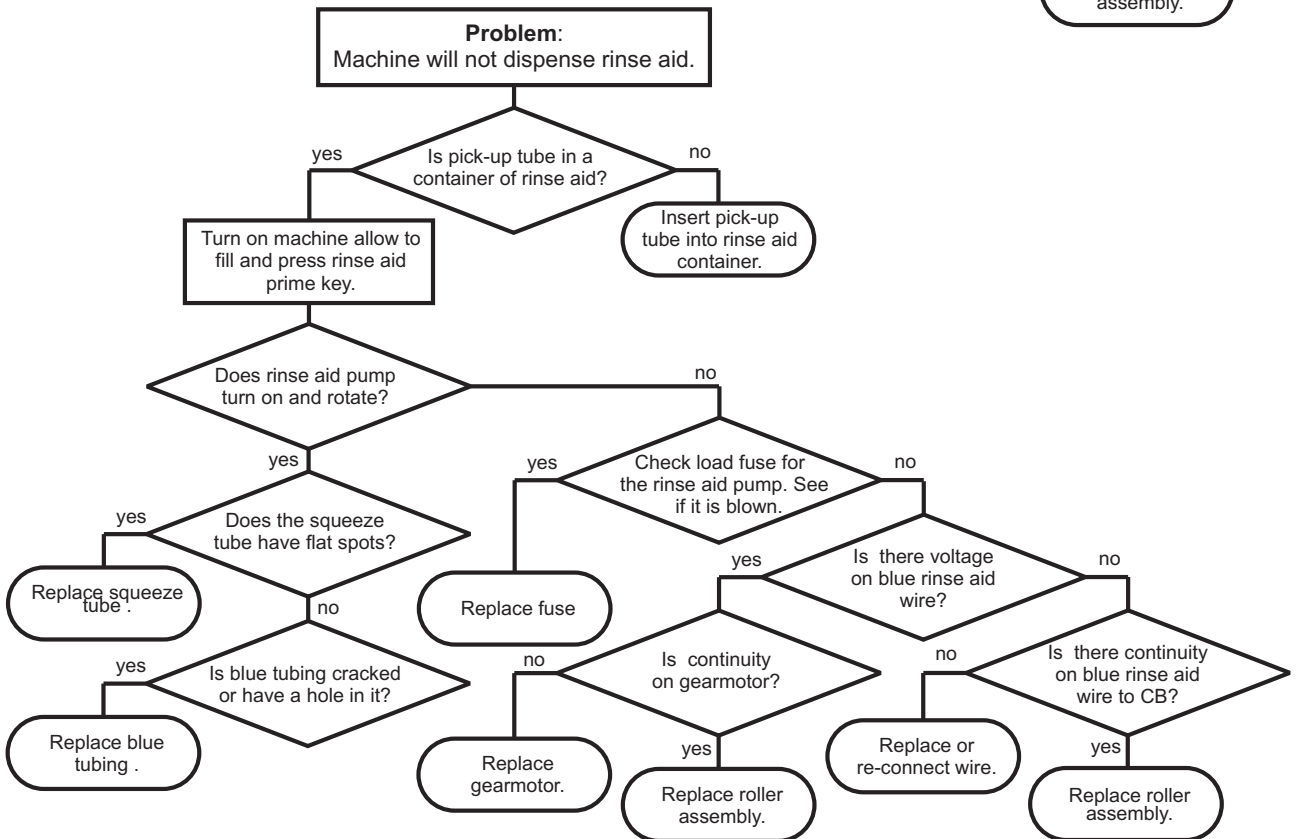 assembly.
Problem:
Machine will not dispense rinse aid.
yes
Is pick-up tube in a
container of rinse aid?
no
Turn on machine allow to
fill and press rinse aid
prime key.
Insert pick-up
tube into rinse aid
container.
Does rinse aid pump
turn on and rotate?
no
yes
yes
Check load fuse for
the rinse aid pump. See
if it is blown.
no
yes
Does the squeeze
tube have flat spots?
yes
Is there voltage
on blue rinse aid
wire?
no
Replace squeeze
tube .
no
Replace fuse
yes
Is blue tubing cracked
or have a hole in it?
no
Is continuity
on gearmotor?
no
Is there continuity
on blue rinse aid
wire to CB?
Replace blue
tubing .
Replace
gearmotor.
yes
Replace roller
assembly.
Replace or
re-connect wire.
yes
Replace roller
assembly.